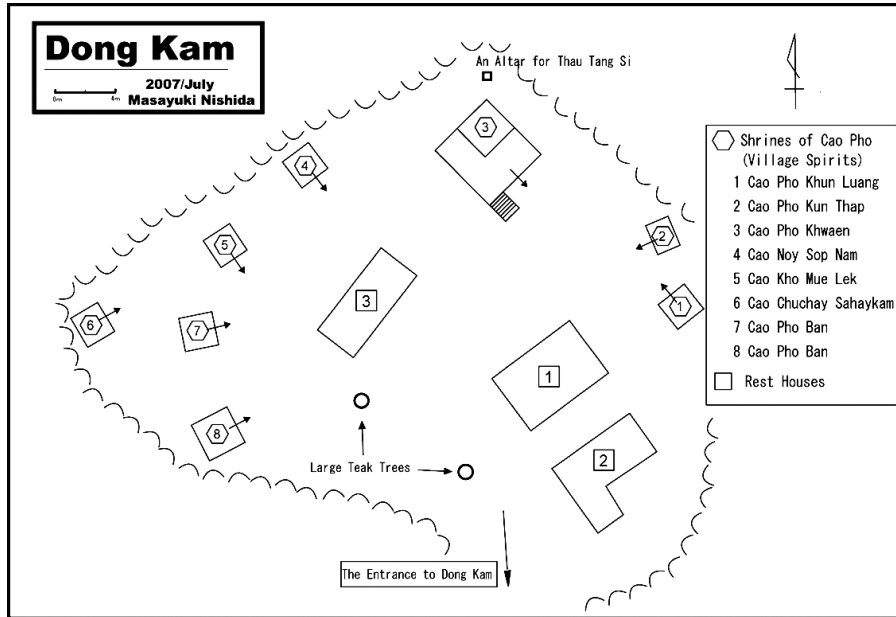 Dong Kam
0m 4m
2007/July
Masayuki Nishida
An Altar for Thau Tang Si
3
4
2
5
3
1
6
7
1
8
2
Large Teak Trees
The Entrance to Dong Kam
Shrines of Cao Pho
(Village Spirits)
1 Cao Pho Khun Luang
2 Cao Pho Kun Thap
3 Cao Pho Khwaen
4 Cao Noy Sop Nam
5 Cao Kho Mue Lek
6 Cao Chuchay Sahaykam
7 Cao Pho Ban
8 Cao Pho Ban
Rest Houses